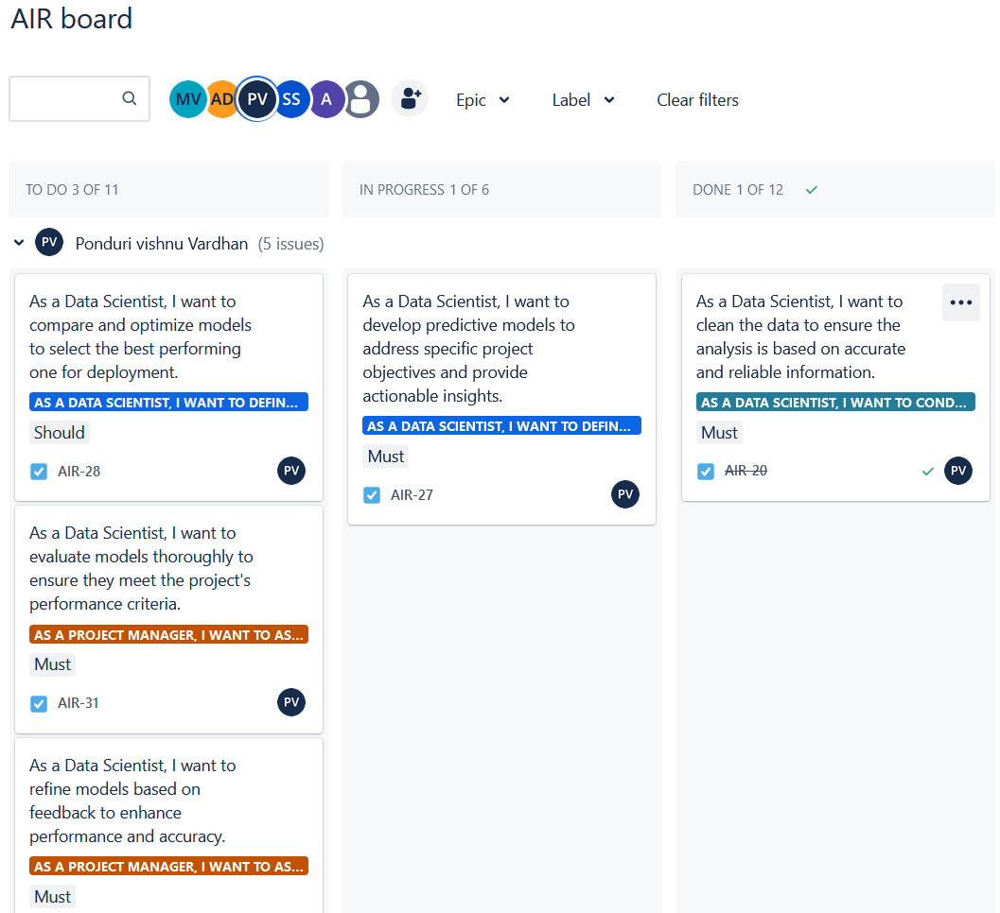 AIR board
MV AD PV SS A
Epic
Label
Clear filters
TO DO 3 OF 11
IN PROGRESS 1 OF 6
DONE 1 OF 12
PV Ponduri vishnu Vardhan (5 issues)
As a Data Scientist, I want to
compare and optimize models
to select the best performing
one for deployment.
AS A DATA SCIENTIST, I WANT TO DEFIN...
Should
AIR-28 PV
As a Data Scientist, I want to
evaluate models thoroughly to
ensure they meet the project's
performance criteria.
AS A PROJECT MANAGER, I WANT TO AS...
Must
AIR-31 PV
As a Data Scientist, I want to
refine models based on
feedback to enhance
performance and accuracy.
AS A PROJECT MANAGER, I WANT TO AS...
Must
As a Data Scientist, I want to
develop predictive models to
address specific project
objectives and provide
actionable insights.
AS A DATA SCIENTIST, I WANT TO DEFIN...
Must
AIR-27 PV
As a Data Scientist, I want to
clean the data to ensure the
analysis is based on accurate
and reliable information.
AS A DATA SCIENTIST, I WANT TO COND...
Must
AIR-20 PV